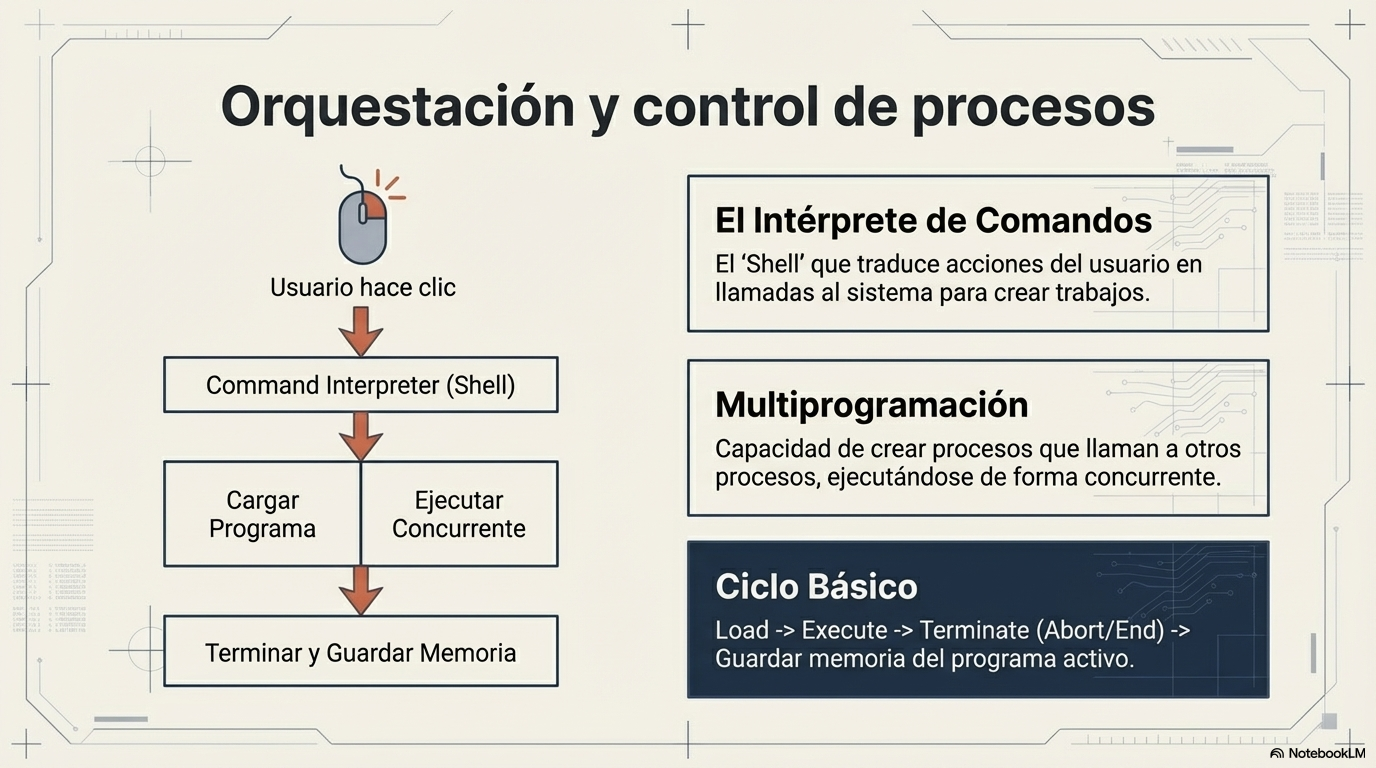 Orquestación y control de procesos
Usuario hace clic
Command Interpreter (Shell)
Cargar
Programa
Ejecutar
Concurrente
Terminar y Guardar Memoria
El Intérprete de Comandos
El ‘Shell’ que traduce acciones del usuario en
llamadas al sistema para crear trabajos.
Multiprogramación
Capacidad de crear procesos que llaman a otros
procesos, ejecutándose de forma concurrente.
Ciclo Básico
Load -> Execute -> Terminate (Abort/End) ->
Guardar memoria del programa activo.
NotebookLM